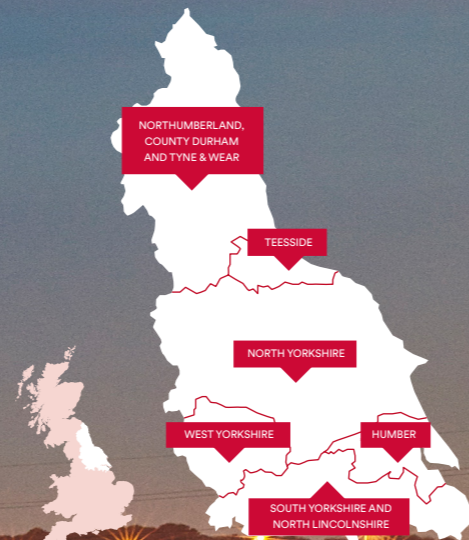 NORTHUMBERLAND,
COUNTY DURHAM
AND TYNE & WEAR
TEESSIDE
NORTH YORKSHIRE
WEST YORKSHIRE
HUMBER
SOUTH YORKSHIRE AND
NORTH LINCOLNSHIRE